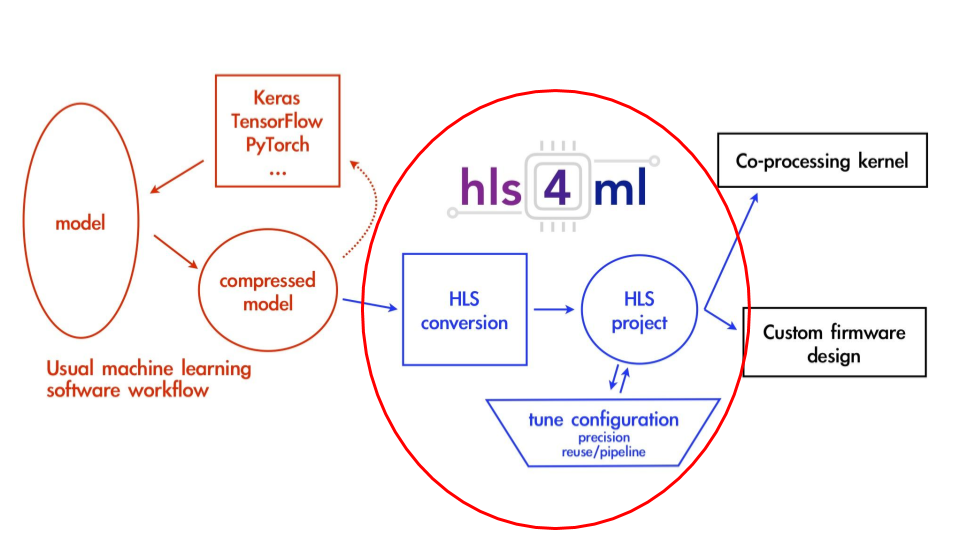 Keras
TensorFlow
PyTorch
...
model
compressed
model
Usual machine learning
software workflow
hls 4 ml
HLS
conversion
HLS
project
tune configuration
precision
reuse/pipeline
Co-processing kernel
Custom firmware
design